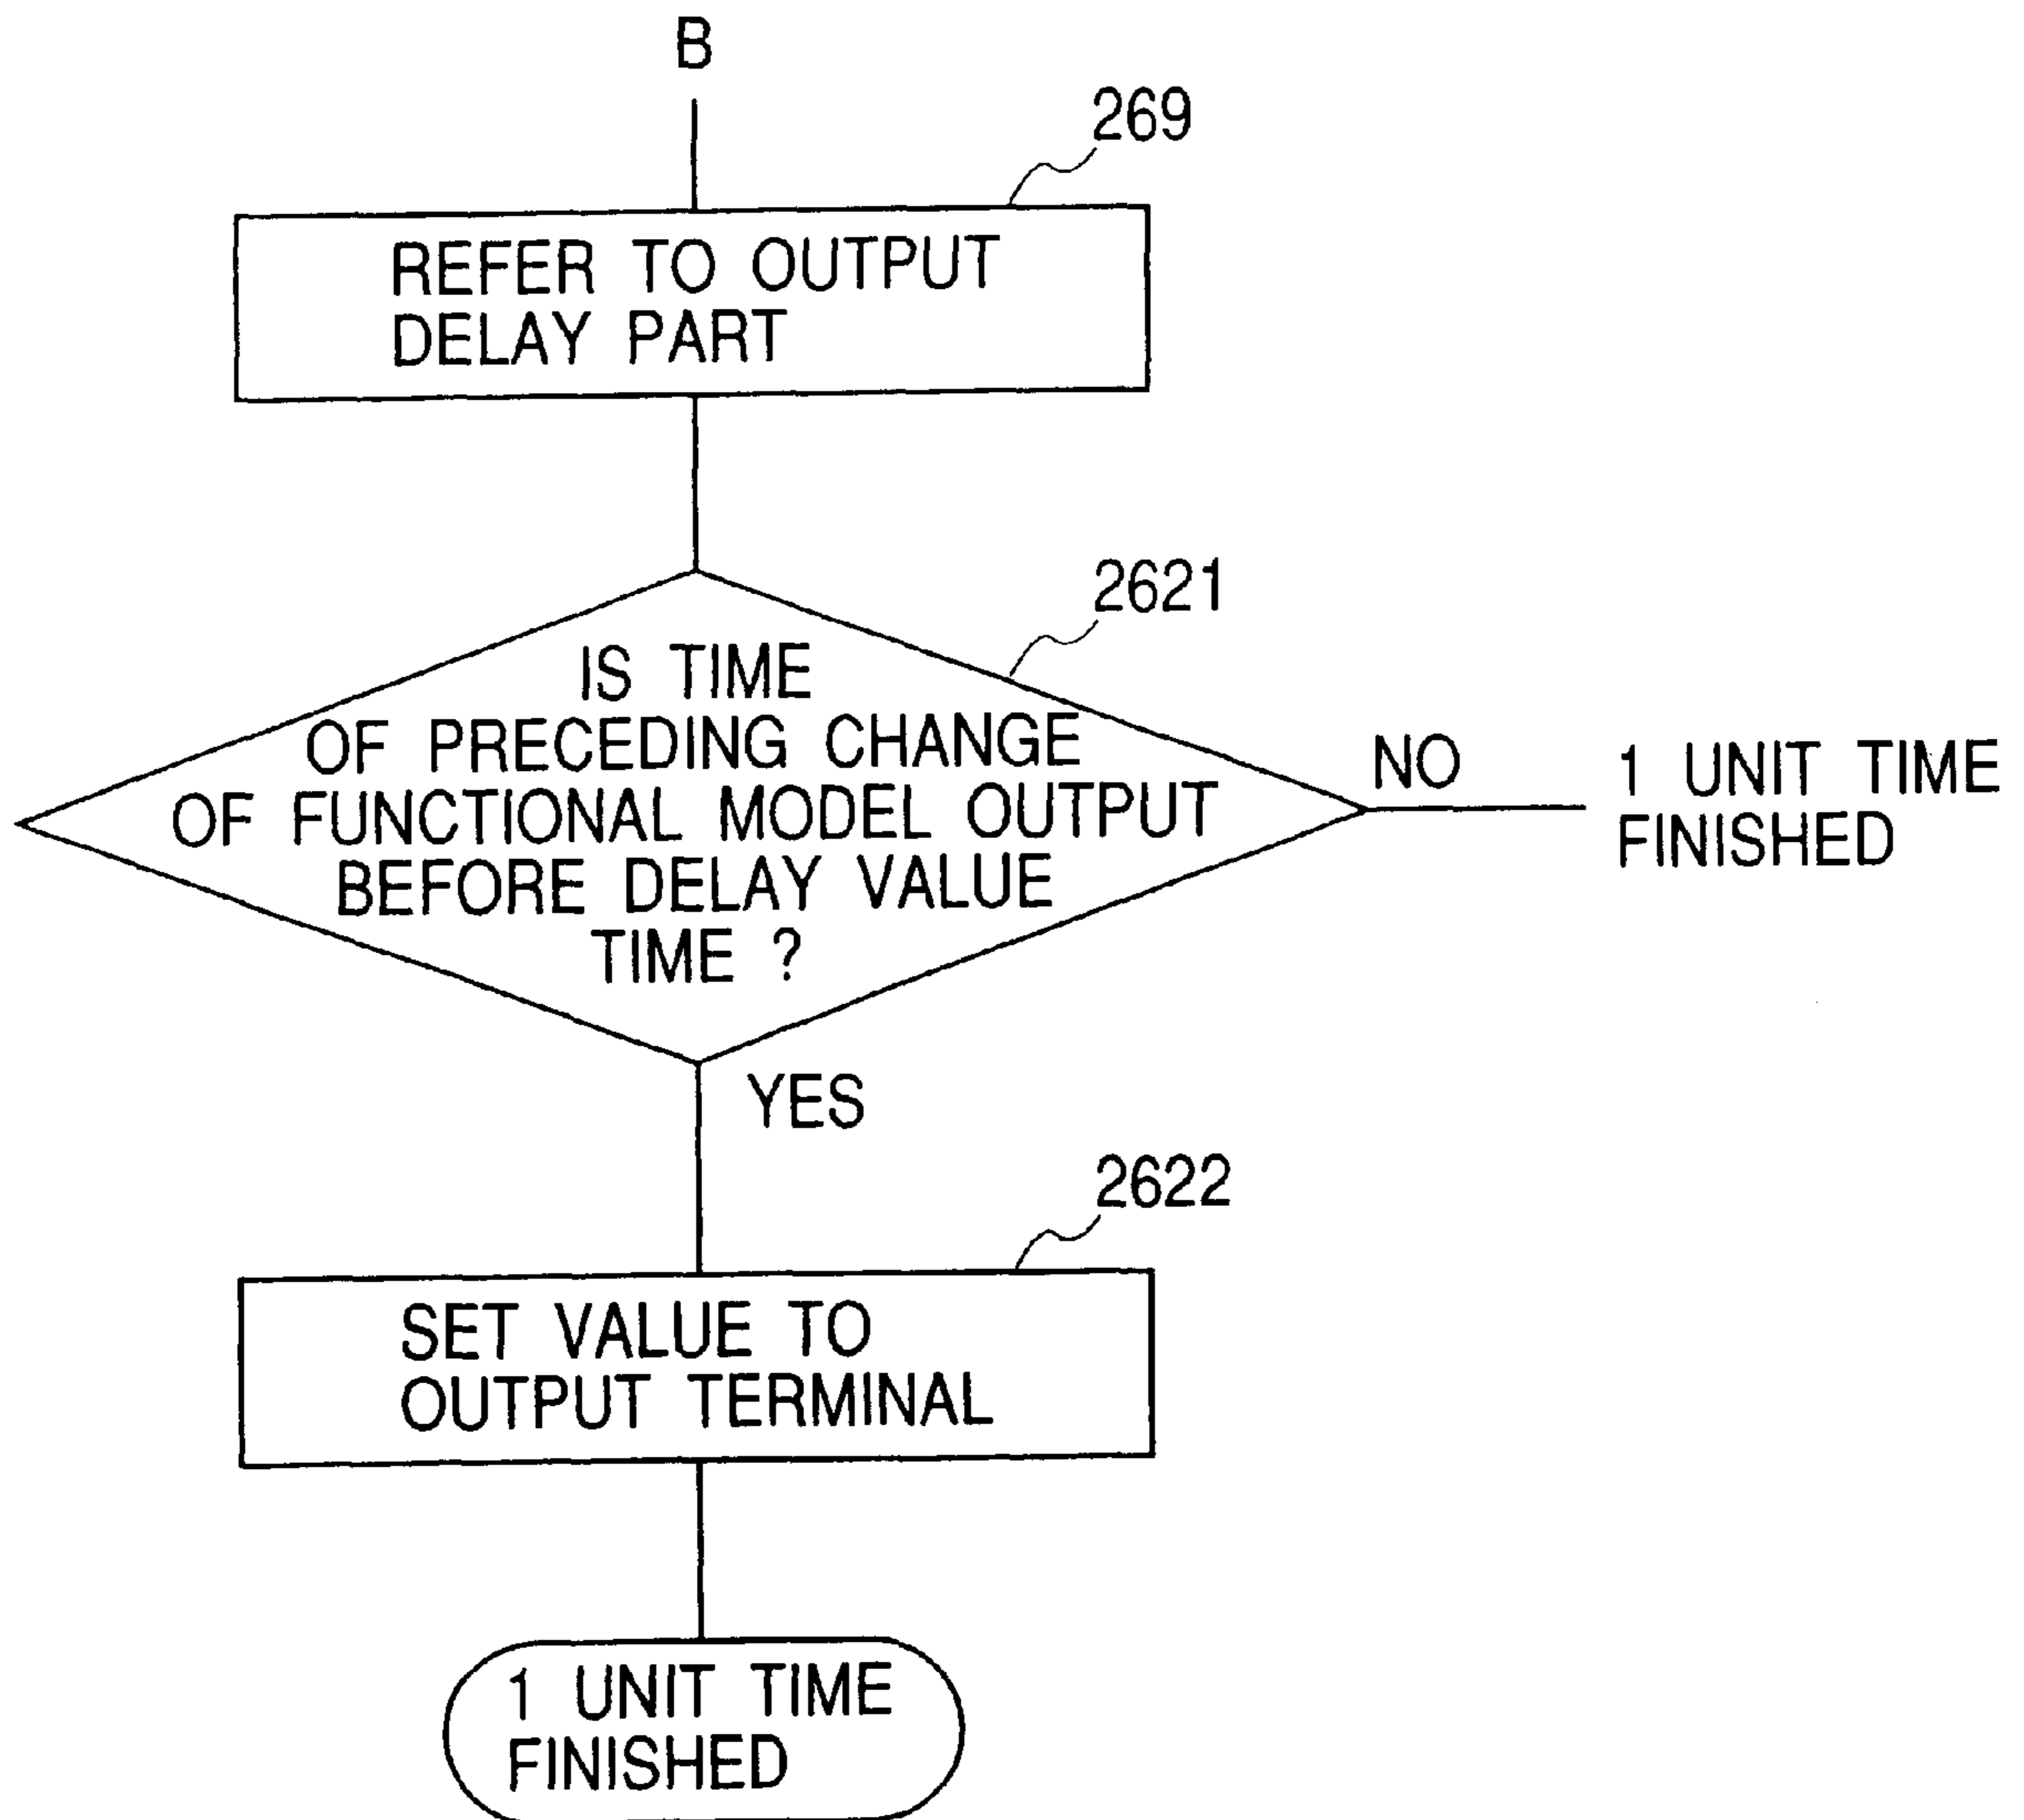 B
269
REFER TO OUTPUT
DELAY PART
2621
IS TIME
OF PRECEDING CHANGE
OF FUNCTIONAL MODEL OUTPUT
BEFORE DELAY VALUE
TIME ?
NO
1 UNIT TIME
FINISHED
YES
2622
SET VALUE TO
OUTPUT TERMINAL
1 UNIT TIME
FINISHED